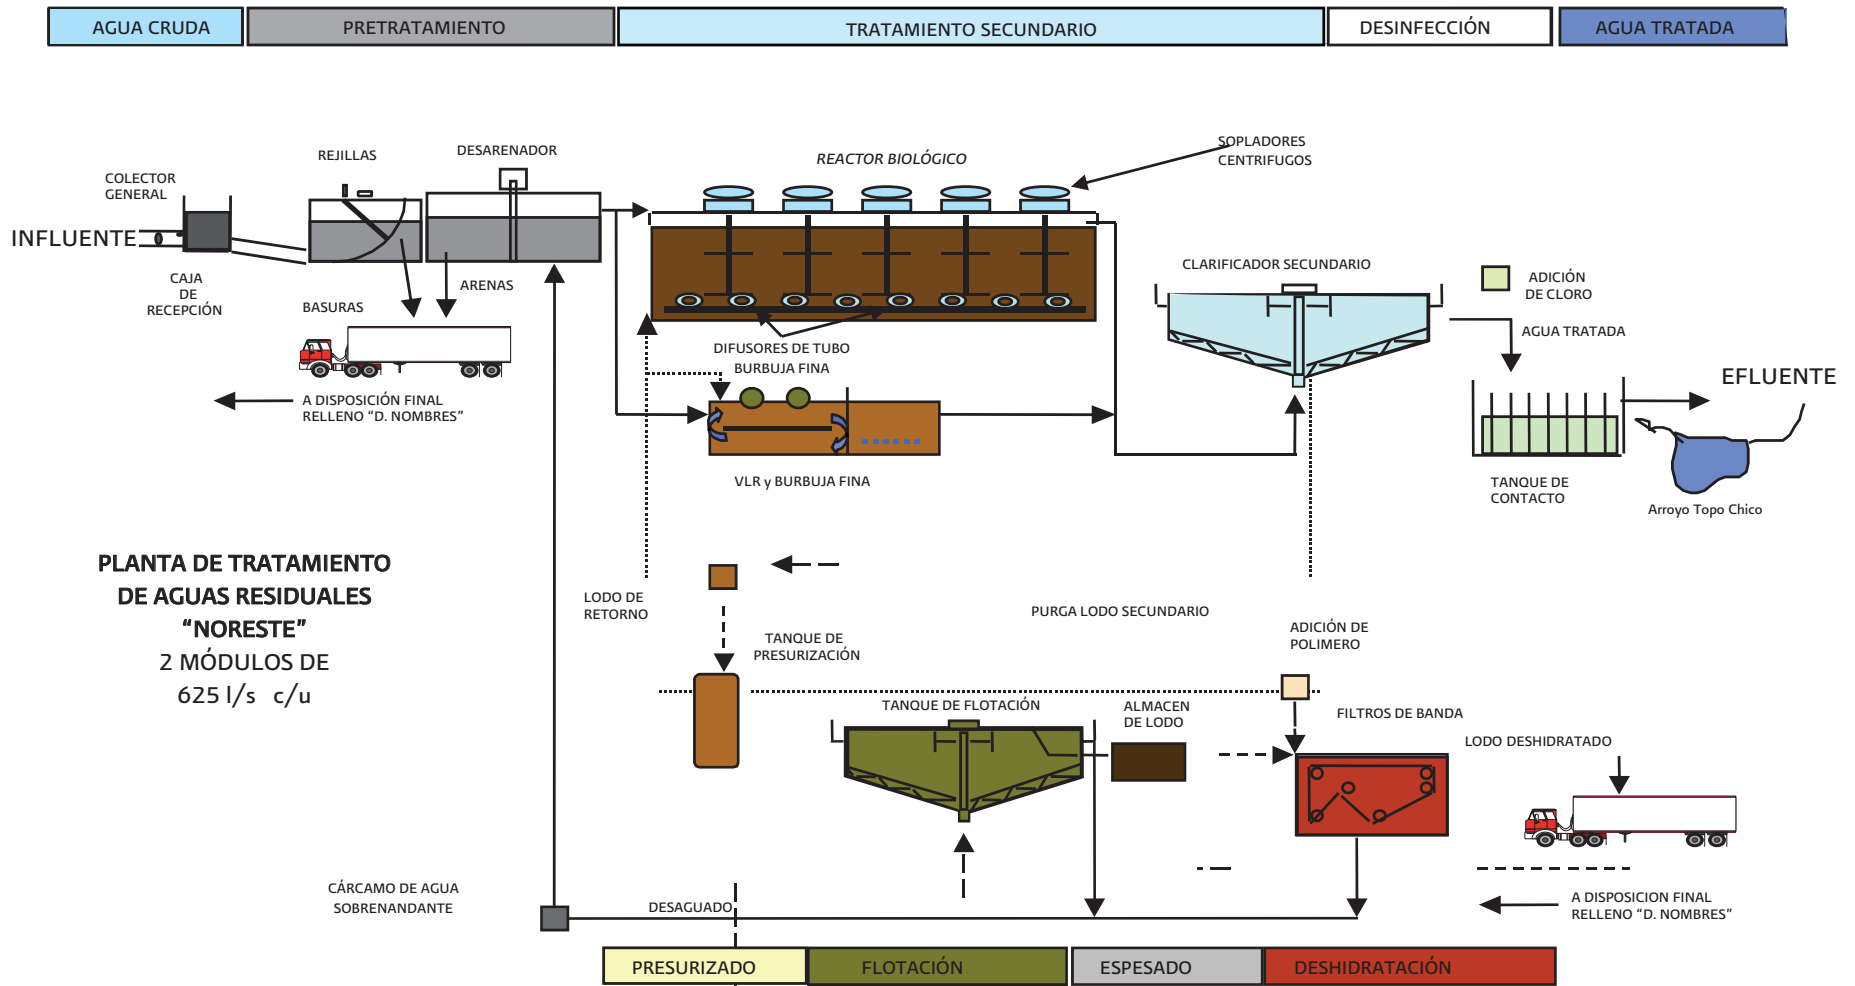 AGUA CRUDA
PRETRATAMIENTO
TRATAMIENTO SECUNDARIO
DESINFECCIÓN
AGUA TRATADA
COLECTOR
GENERAL
REJILLAS
DESARENADOR
REACTOR BIOLÓGICO
SOPLADORES
CENTRIFUGOS
INFLUENTE
CAJA
DE
RECEPCIÓN
BASURAS
ARENAS
A DISPOSICIÓN FINAL
RELLENO “D. NOMBRES”
DIFUSORES DE TUBO
BURBUJA FINA
VLR y BURBUJA FINA
CLARIFICADOR SECUNDARIO
ADICIÓN
DE CLORO
AGUA TRATADA
EFLUENTE
TANQUE DE
CONTACTO
Arroyo Topo Chico
PLANTA DE TRATAMIENTO
DE AGUAS RESIDUALES
“NORESTE”
2 MÓDULOS DE
625 l/s c/u
LODO DE
RETORNO
TANQUE DE
PRESURIZACIÓN
PURGA LODO SECUNDARIO
ADICIÓN DE
POLIMERO
TANQUE DE FLOTACIÓN
ALMACEN
DE LODO
FILTROS DE BANDA
LODO DESHIDRATADO
CÁRCAMO DE AGUA
SOBRENANDANTE
DESAGUADO
A DISPOSICION FINAL
RELLENO “D. NOMBRES”
PRESURIZADO
FLOTACIÓN
ESPESADO
DESHIDRATACIÓN